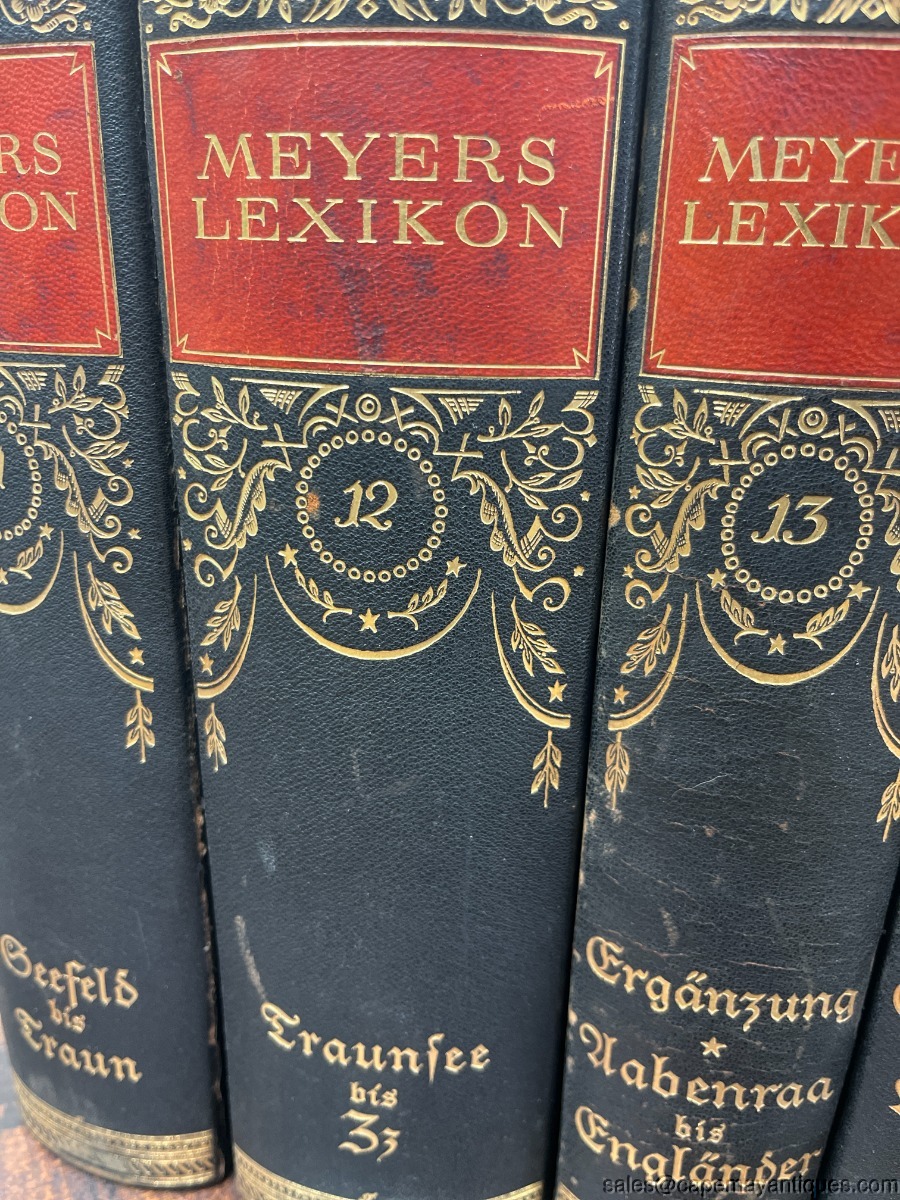 RS
ON
Seefeld
bis
Traun
MEYERS
LEXIKON
12
Traunsee
bis
Zz
MEYE
LEXIK
13
Ergänzung
Aabenraa
bis
Engländer
sales@capemayantiques.com